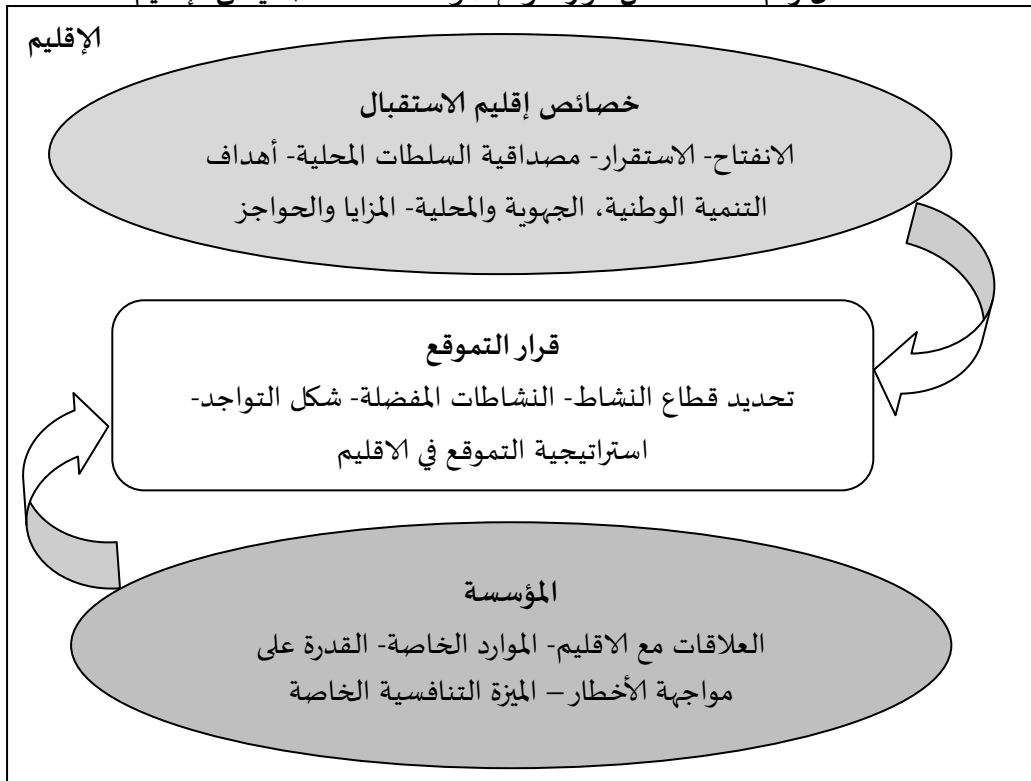 الإقليم
خصائص إقليم الاستقبال
الانفتاح- الاستقرار- مصداقية السلطات المحلية- أهداف
التنمية الوطنية، الجهوية والمحلية- المزايا والحواجز
قرار التموقع
تحديد قطاع النشاط- النشاطات المفضلة- شكل التواجد-
استراتيجية التموقع في الاقليم
المؤسسة
العلاقات مع الاقليم- الموارد الخاصة- القدرة على
مواجهة الأخطار – الميزة التنافسية الخاصة